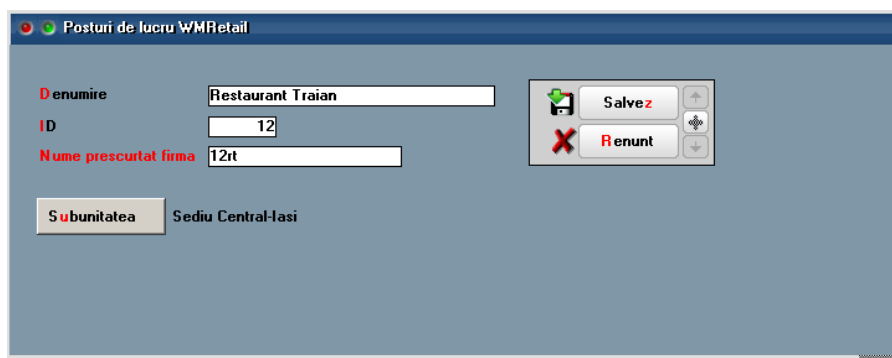 Posturi de lucru WMRetail
Denumire Restaurant Traian
ID 12
Nume prescurtat firma 12rt
Salvez
Renunt
Subunitatea Sediu Central-Iasi